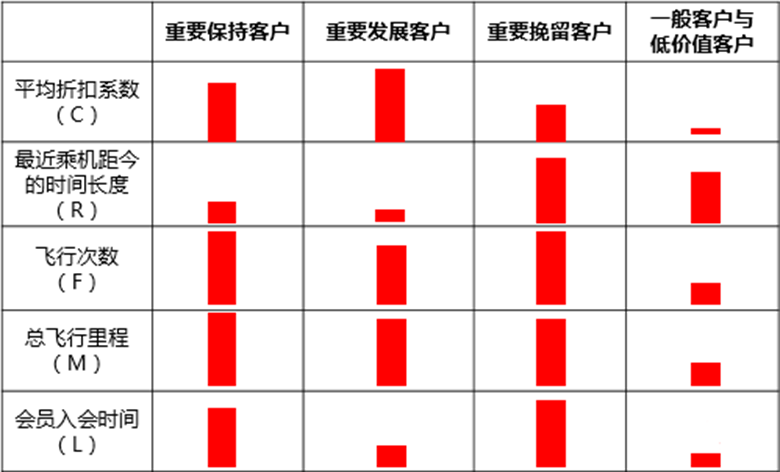 重要保持客户
重要发展客户
重要挽留客户
一般客户与
低价值客户
平均折扣系数
（C）
最近乘机距今
的时间长度
（R）
飞行次数
（F）
总飞行里程
（M）
会员入会时间
（L）